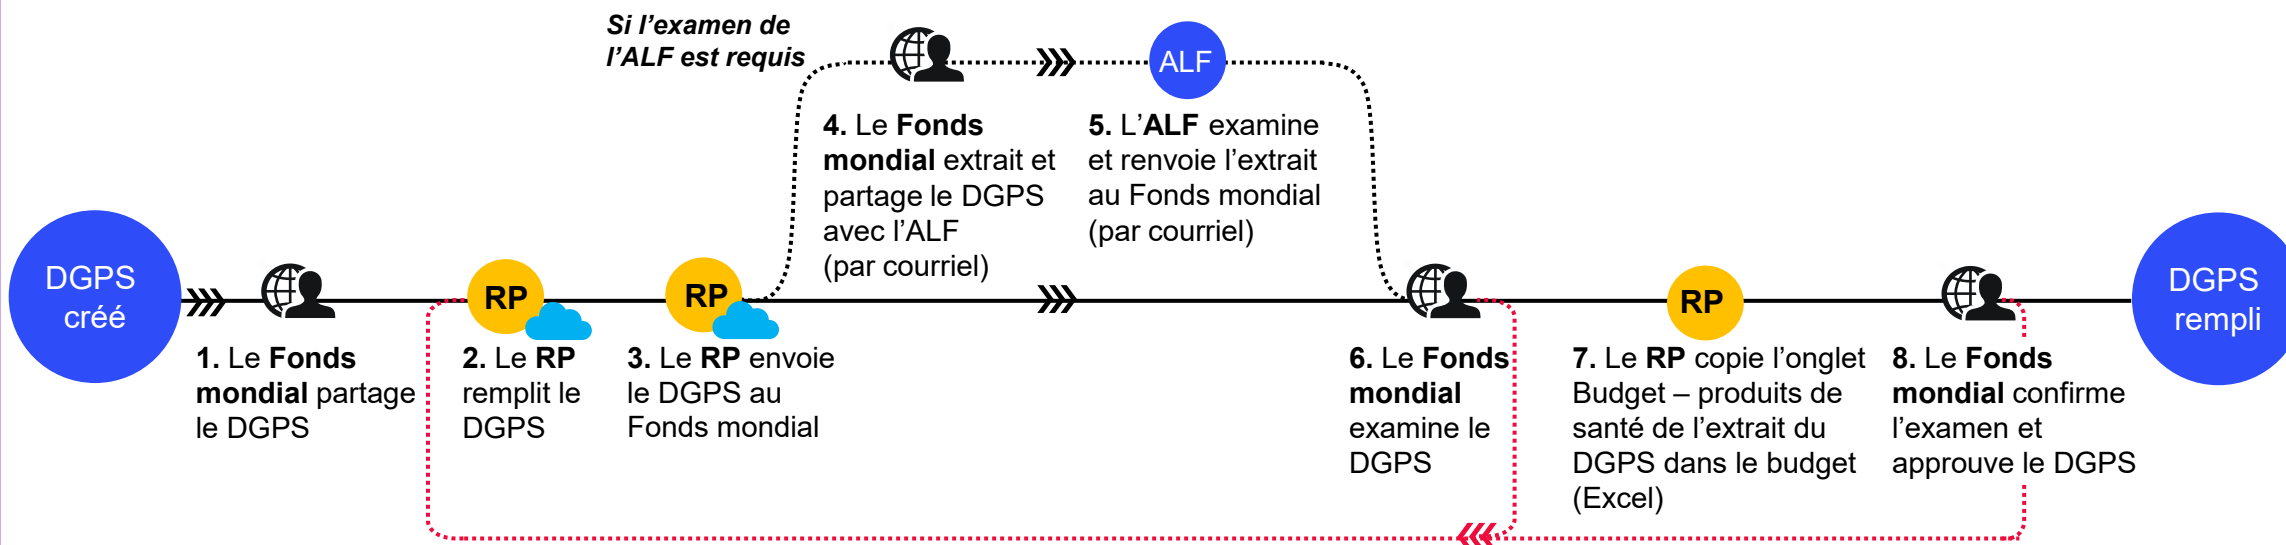 Si l’examen de
l’ALF est requis
ALF
4. Le Fonds
mondial extrait et
partage le DGPS
avec l’ALF
(par courriel)
5. L’ALF examine
et renvoie l’extrait
au Fonds mondial
(par courriel)
DGPS
créé
RP
RP
RP
DGPS
rempli
1. Le Fonds
mondial partage
le DGPS
2. Le RP
remplit le
DGPS
3. Le RP envoie
le DGPS au
Fonds mondial
6. Le Fonds
mondial
examine le
DGPS
7. Le RP copie l’onglet
Budget – produits de
santé de l’extrait du
DGPS dans le budget
(Excel)
8. Le Fonds
mondial confirme
l’examen et
approuve le DGPS